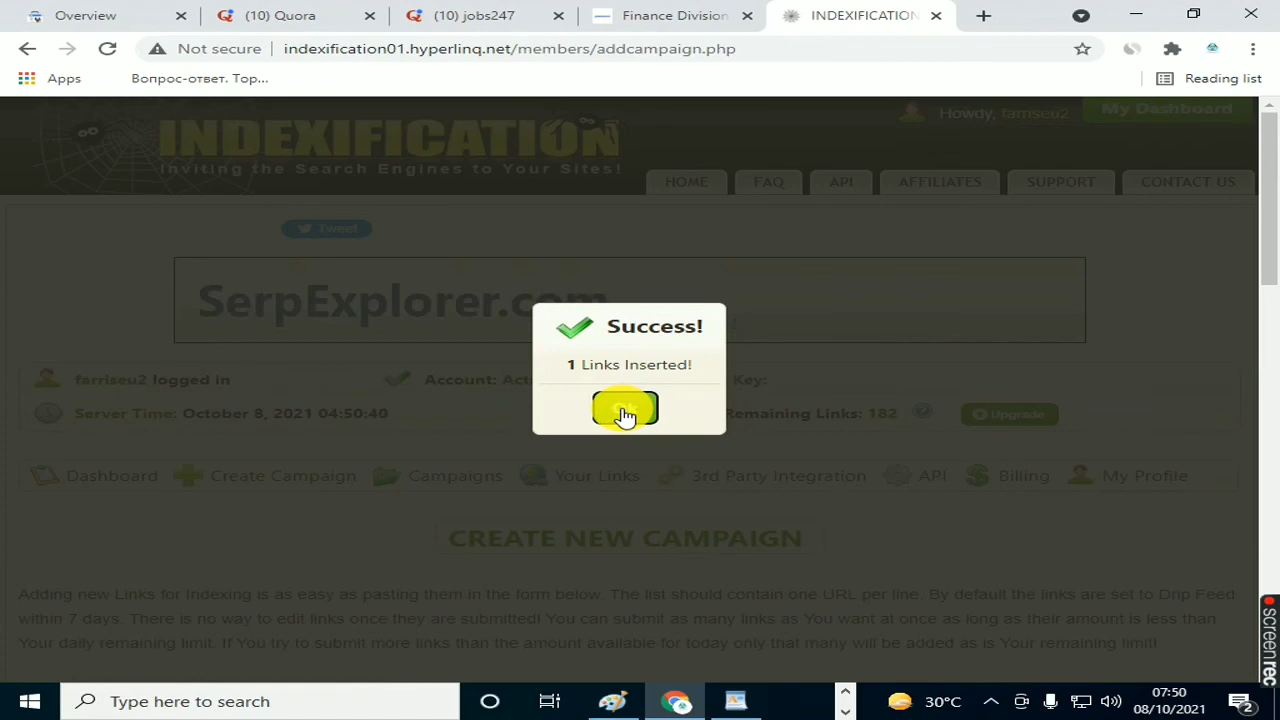 Overview
(10) Quora
(10) jobs247
Finance Division
INDEXIFICATION
Not secure
indexification01.hyperlinq.net/members/addcampaign.php
Apps
Вопрос-ответ. Тор...
Reading list
INDEXIFICATION
Inviting the Search Engines to Your Sites!
Howdy, farriseu2
My Dashboard
HOME
FAQ
API
AFFILIATES
SUPPORT
CONTACT US
Tweet
SerpExplorer.com
Success!
1 Links Inserted!
Ok
farriseu2 logged in
Account:
Key:
Server Time: October 8, 2021 04:50:40
Remaining Links: 182
Upgrade
Dashboard
Create Campaign
Campaigns
Your Links
3rd Party Integration
API
Billing
My Profile
CREATE NEW CAMPAIGN
Adding new Links for Indexing is as easy as pasting them in the form below. The list should contain one URL per line. By default the links are set to Drip Feed
within 7 days. There is no way to edit links once they are submitted! You can submit as many links as You want at once as long as their amount is less than
Your daily remaining limit. If You try to submit more links than the amount available for today only that many will be added as is Your remaining limit!
screenrec
Type here to search
30°C
07:50
08/10/2021
2